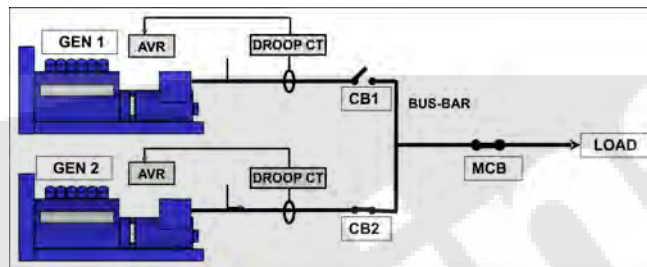 GEN 1
AVR
DROOP CT
CB1
BUS-BAR
MCB
LOAD
GEN 2
AVR
DROOP CT
CB2